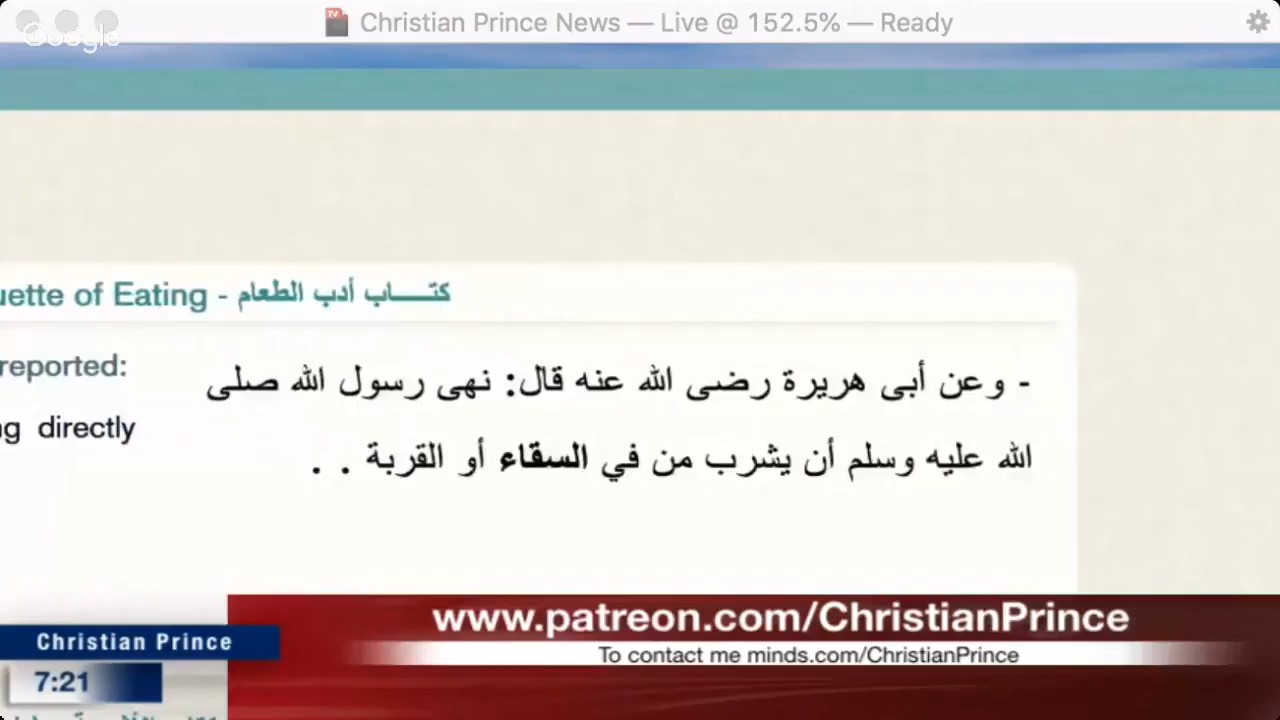 Christian Prince News — Live @ 152.5% — Ready
Google
uette of Eating - كتـــاب أدب الطعام
reported:
- وعن أبى هريرة رضى الله عنه قال: نهى رسول الله صلى
ng directly
الله عليه وسلم أن يشرب من في السقاء أو القربة . .
www.patreon.com/ChristianPrince
Christian Prince
To contact me minds.com/ChristianPrince
7:21